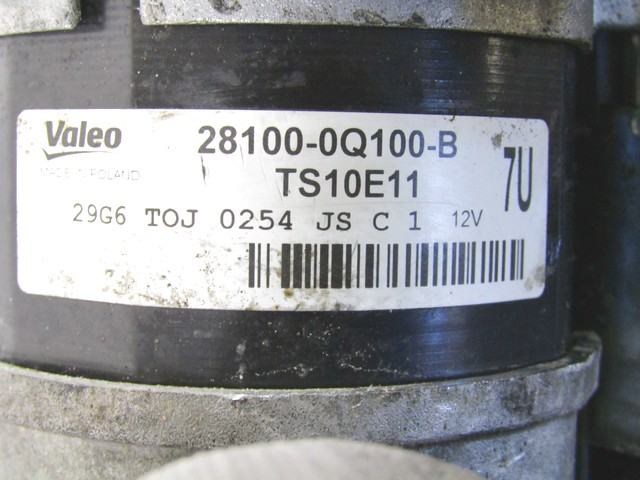 Valeo
MADE IN POLAND
28100-0Q100-B
TS10E11
7U
29G6 TOJ 0254 JS C 1 12V